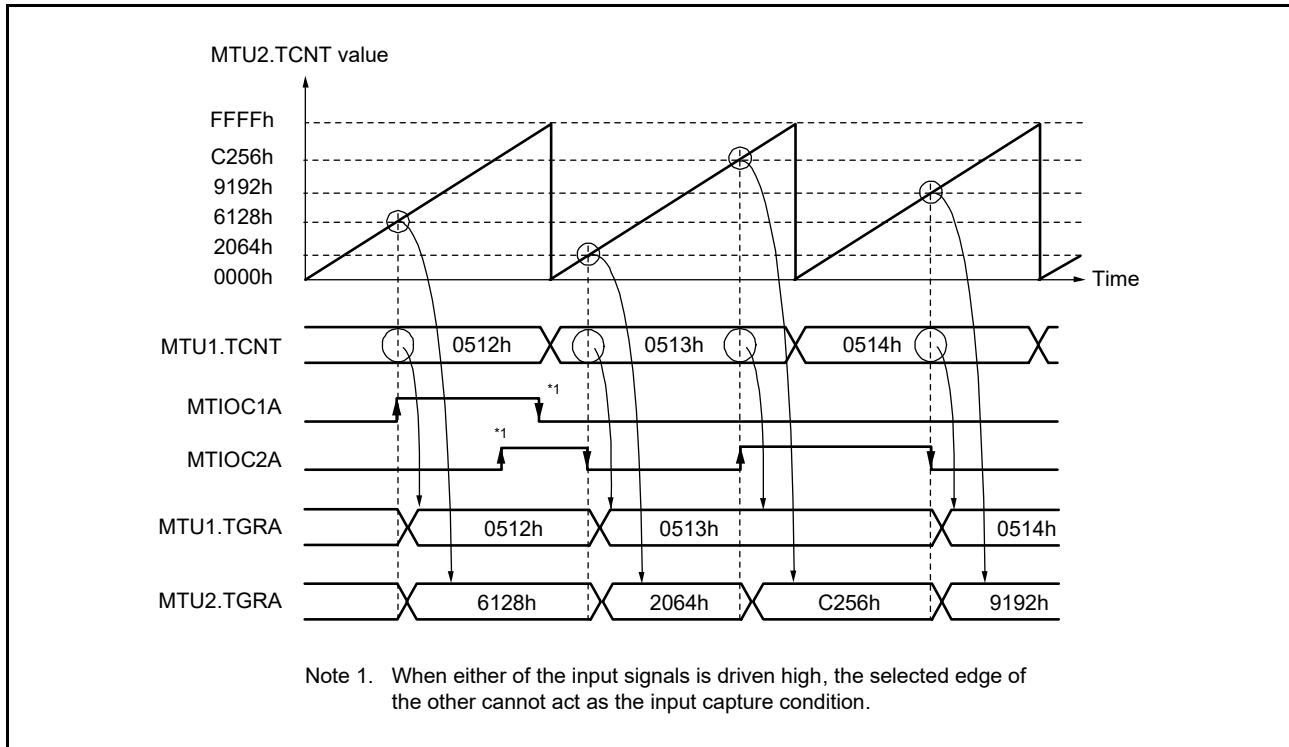 MTU2.TCNT value
FFFFh
C256h
9192h
6128h
2064h
0000h
Time
MTU1.TCNT
0512h
0513h
0514h
MTIOC1A
*1
MTIOC2A
*1
MTU1.TGRA
0512h
0513h
0514h
MTU2.TGRA
6128h
2064h
C256h
9192h
Note 1. When either of the input signals is driven high, the selected edge of
the other cannot act as the input capture condition.